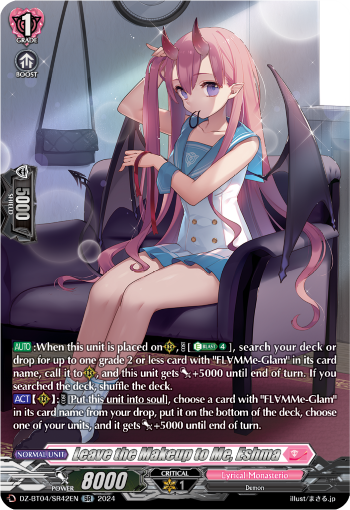 1
GRADE
BOOST
5000
SHIELD
AUTO :When this unit is placed on R, COST [E-BLAST 4], search your deck or
drop for up to one grade 2 or less card with "FLVMMe-Glam" in its card
name, call it to R, and this unit gets +5000 until end of turn. If you
searched the deck, shuffle the deck.
ACT [R 1]: COST [Put this unit into soul], choose a card with "FLVMMe-Glam"
in its card name from your drop, put it on the bottom of the deck, choose
one of your units, and it gets +5000 until end of turn.
NORMAL UNIT Leave the Makeup to Me, Eshma
Lyrical Monasterio
POWER 8000 CRITICAL 1 Demon
D DZ-BT04/SR42EN SR 2024 illust/まさる.jp